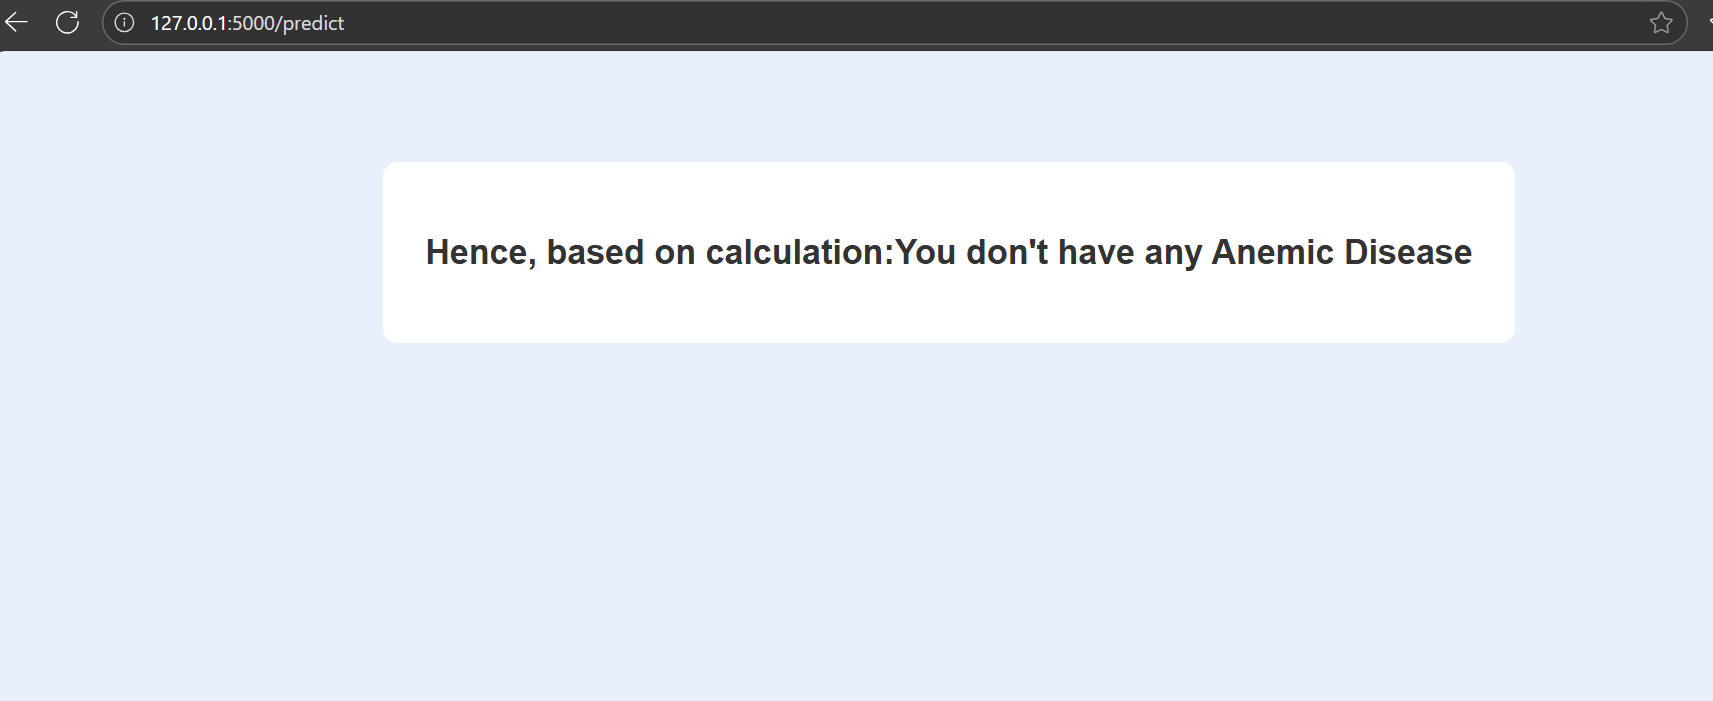 127.0.0.1:5000/predict
Hence, based on calculation:You don't have any Anemic Disease